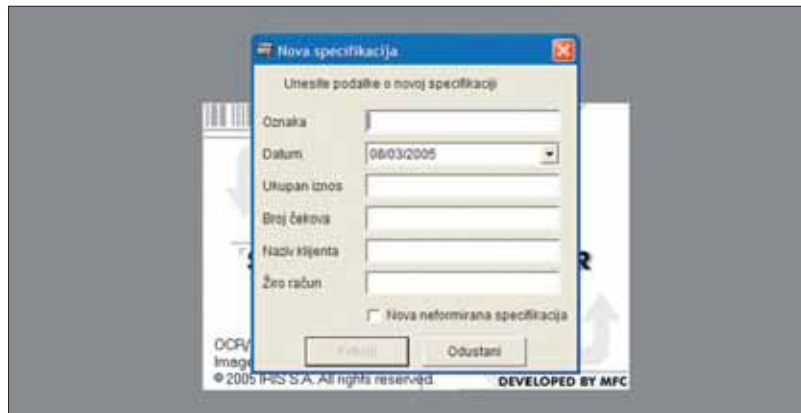 Nova specifikacija
Unesite podatke o novoj specifikaciji
Oznaka
Datum 08/03/2005
Ukupan iznos
Broj čekova
Naziv klijenta
Žiro račun
Nova neformirana specifikacija
Odustani
OCR/
Image
© 2005 IRIS S.A. All rights reserved.
DEVELOPED BY MFC